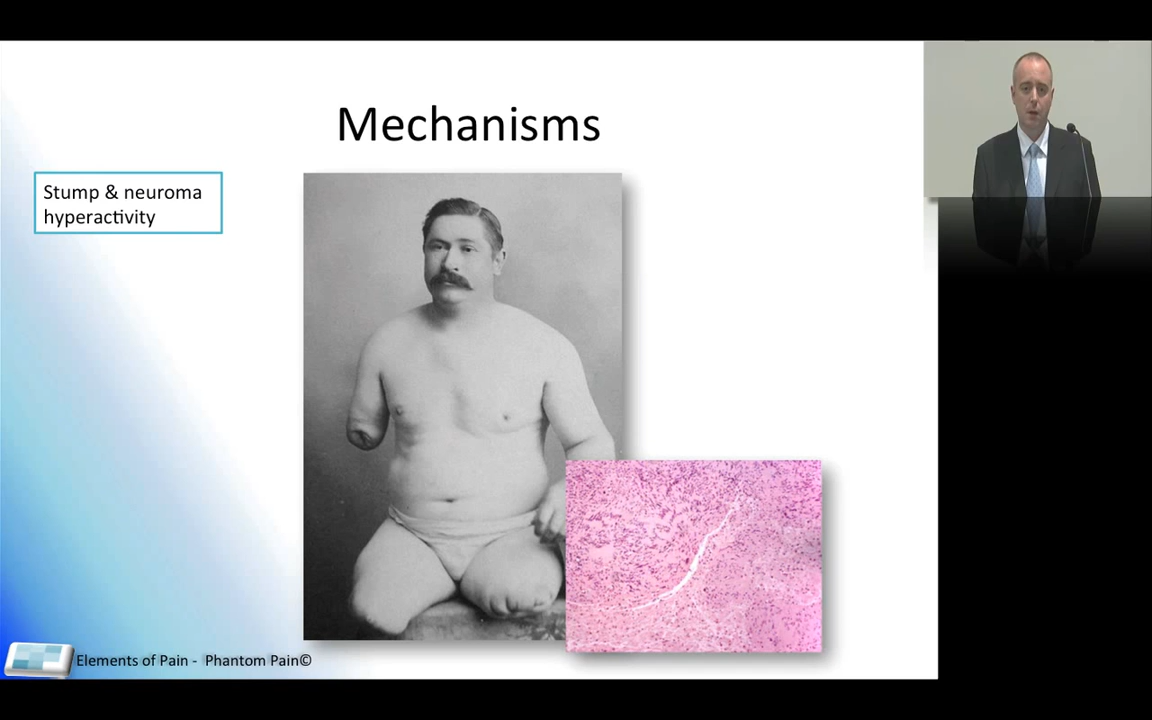 Mechanisms
Stump & neuroma
hyperactivity
Elements of Pain - Phantom Pain©